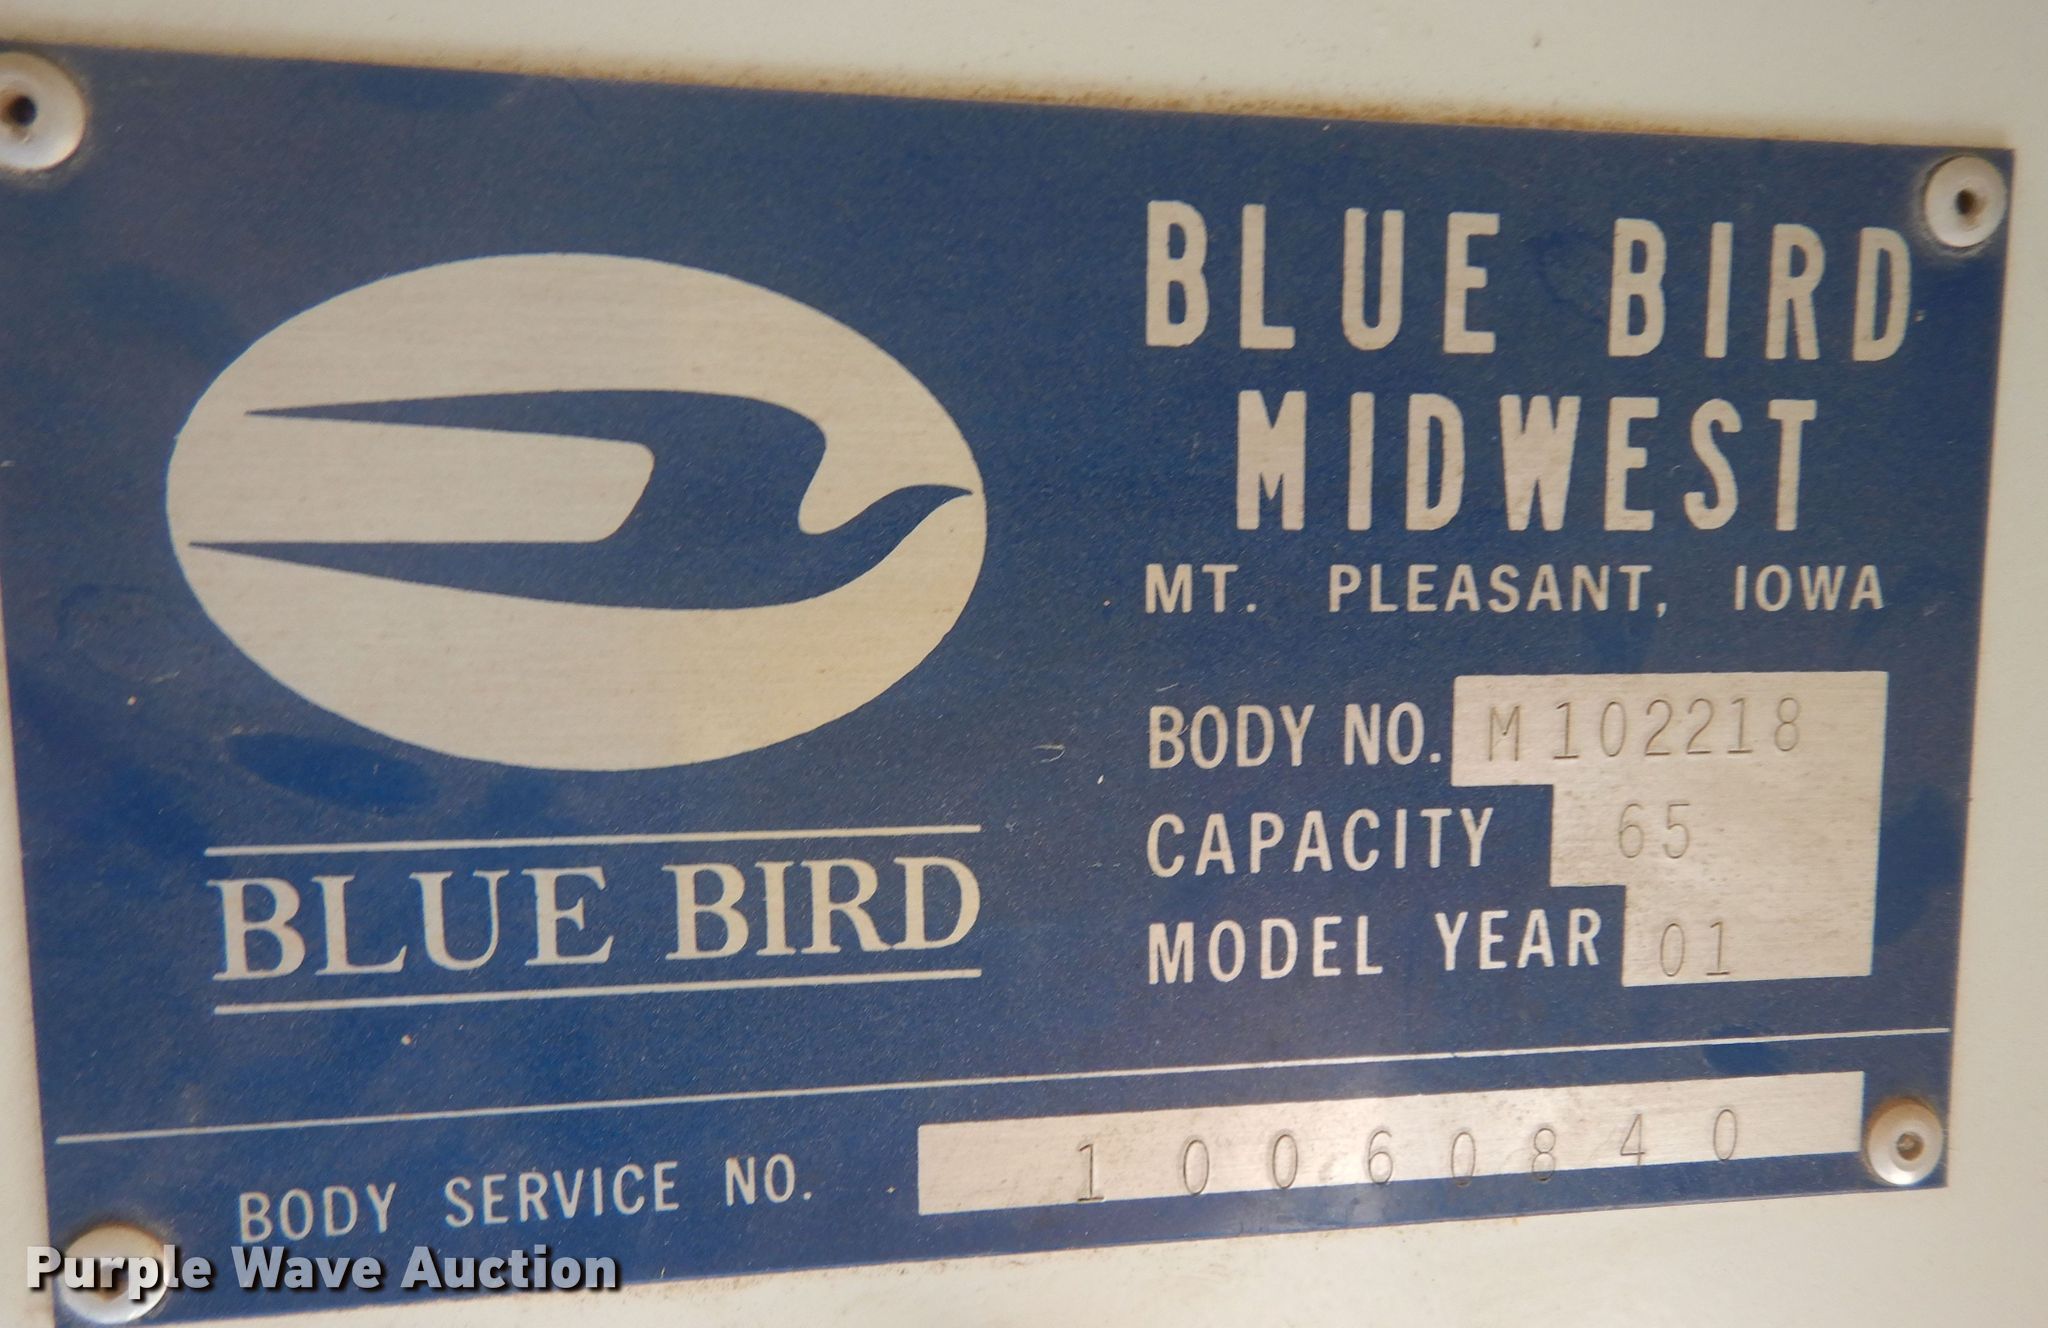 BLUE BIRD
MIDWEST
MT. PLEASANT, IOWA
BODY NO. M102218
CAPACITY 65
MODEL YEAR 01
BLUE BIRD
BODY SERVICE NO. 10060840
Purple Wave Auction